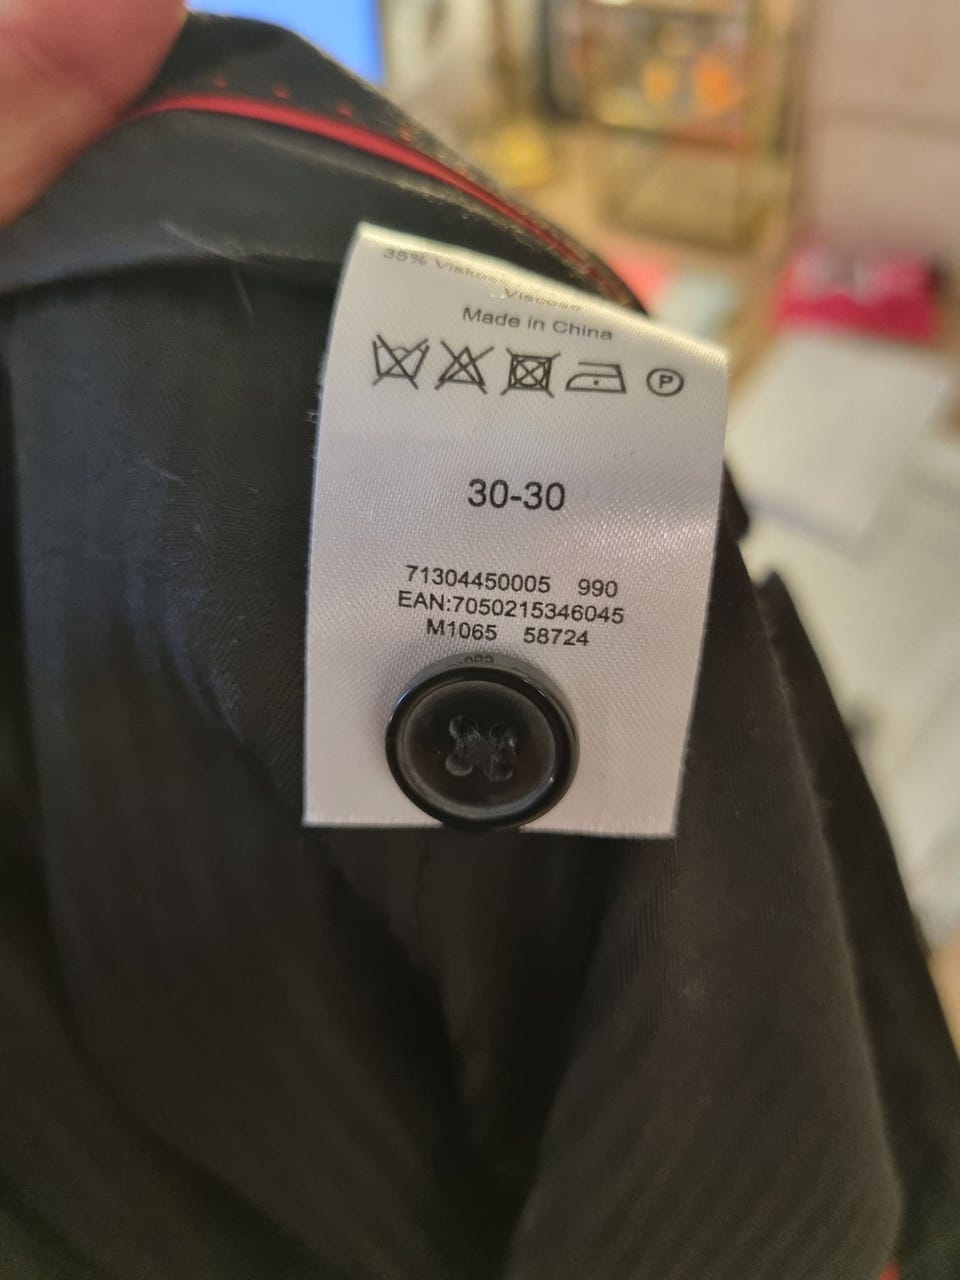 35% Viskose
Viscose
Made in China
P
30-30
71304450005 990
EAN:7050215346045
M1065 58724